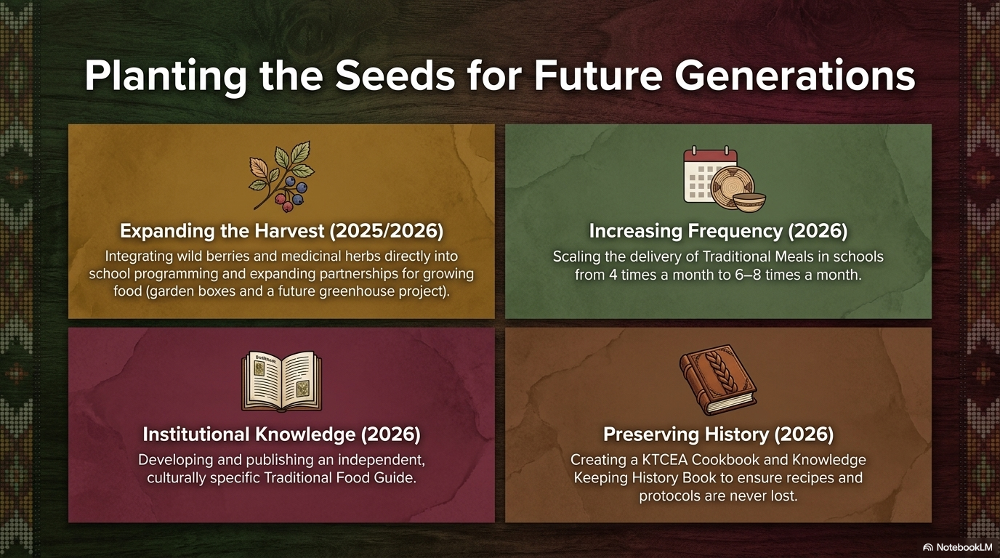 Planting the Seeds for Future Generations
Expanding the Harvest (2025/2026)
Integrating wild berries and medicinal herbs directly into
school programming and expanding partnerships for growing
food (garden boxes and a future greenhouse project).
Increasing Frequency (2026)
Scaling the delivery of Traditional Meals in schools
from 4 times a month to 6–8 times a month.
Institutional Knowledge (2026)
Developing and publishing an independent,
culturally specific Traditional Food Guide.
Preserving History (2026)
Creating a KTCEA Cookbook and Knowledge
Keeping History Book to ensure recipes and
protocols are never lost.
NotebookLM